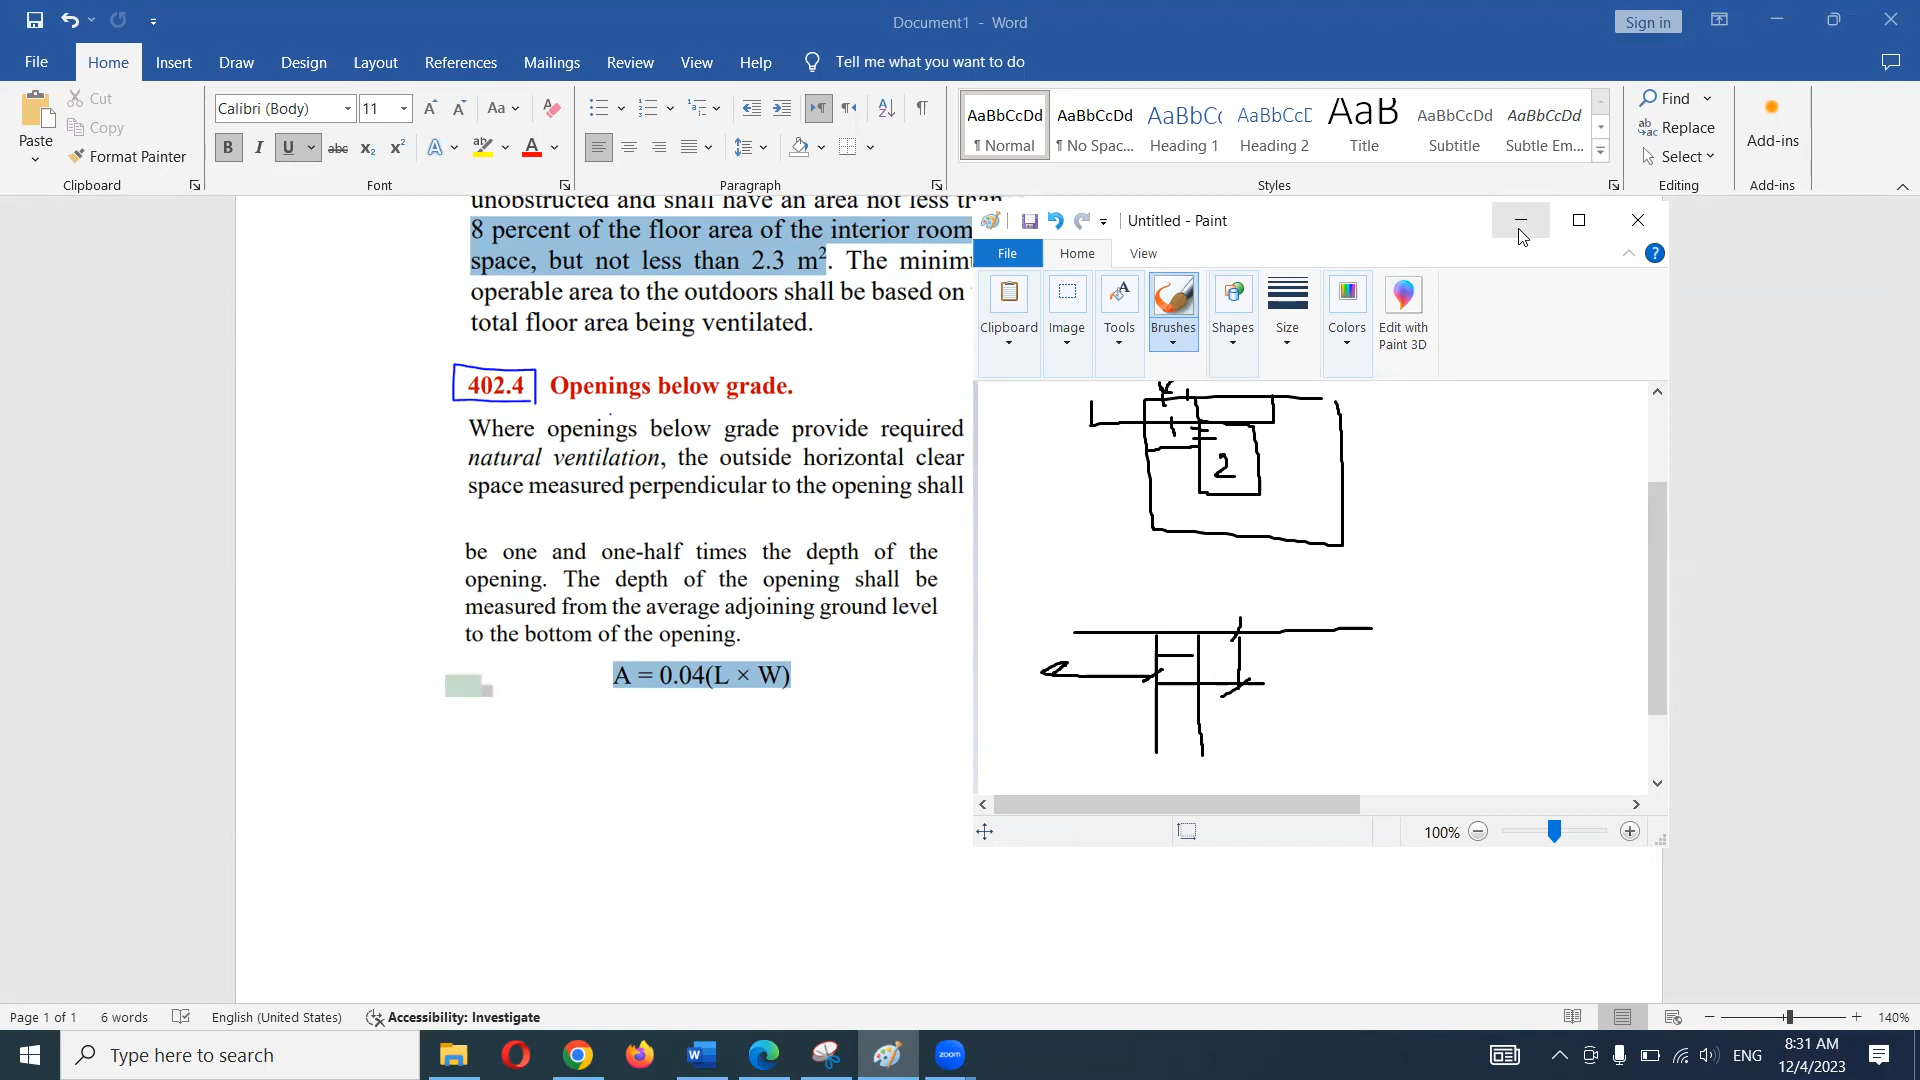 Document1 - Word
Sign in
File Home Insert Draw Design Layout References Mailings Review View Help Tell me what you want to do
Paste
Cut
Copy
Format Painter
Calibri (Body) 11
Aa
B I U abc x₂ x² A A
Clipboard Font Paragraph Styles Editing Add-ins
AaBbCcDd AaBbCcDd AaBbCc AaBbCcD AaB AaBbCcDd AaBbCcDd
¶ Normal ¶ No Spac... Heading 1 Heading 2 Title Subtitle Subtle Em...
Find
Replace
Select
Add-ins
unobstructed and shall have an area not less than
8 percent of the floor area of the interior room
space, but not less than 2.3 m². The minimu
operable area to the outdoors shall be based on
total floor area being ventilated.
402.4 Openings below grade.
Where openings below grade provide required
natural ventilation, the outside horizontal clear
space measured perpendicular to the opening shall
be one and one-half times the depth of the
opening. The depth of the opening shall be
measured from the average adjoining ground level
to the bottom of the opening.
A = 0.04(L × W)
Untitled - Paint
File Home View
Clipboard Image Tools Brushes Shapes Size Colors Edit with
Paint 3D
2
100%
Page 1 of 1 6 words English (United States) Accessibility: Investigate
140%
Type here to search
zoom
ENG
8:31 AM
12/4/2023